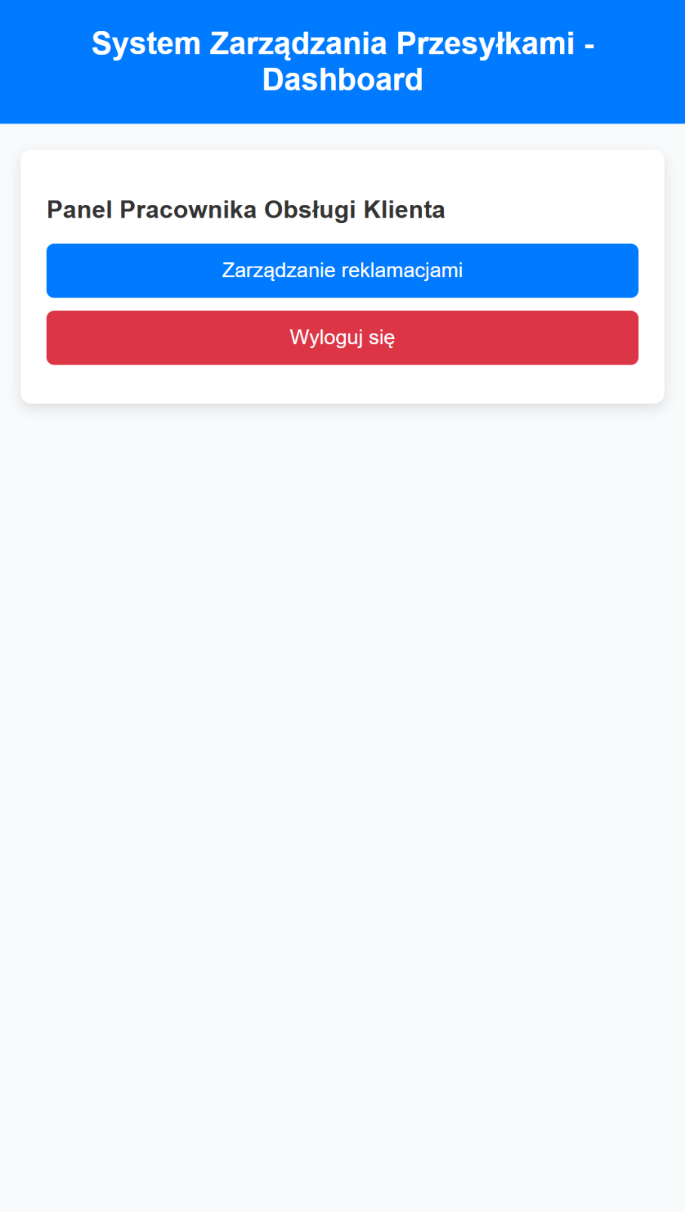 System Zarządzania Przesyłkami -
Dashboard
Panel Pracownika Obsługi Klienta
Zarządzanie reklamacjami
Wyloguj się